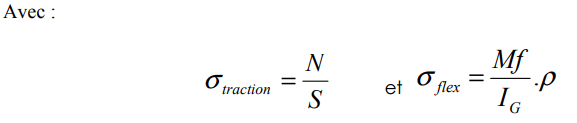 Avec :
σ_traction = N/S et σ_flex = Mf/I_G .ρ